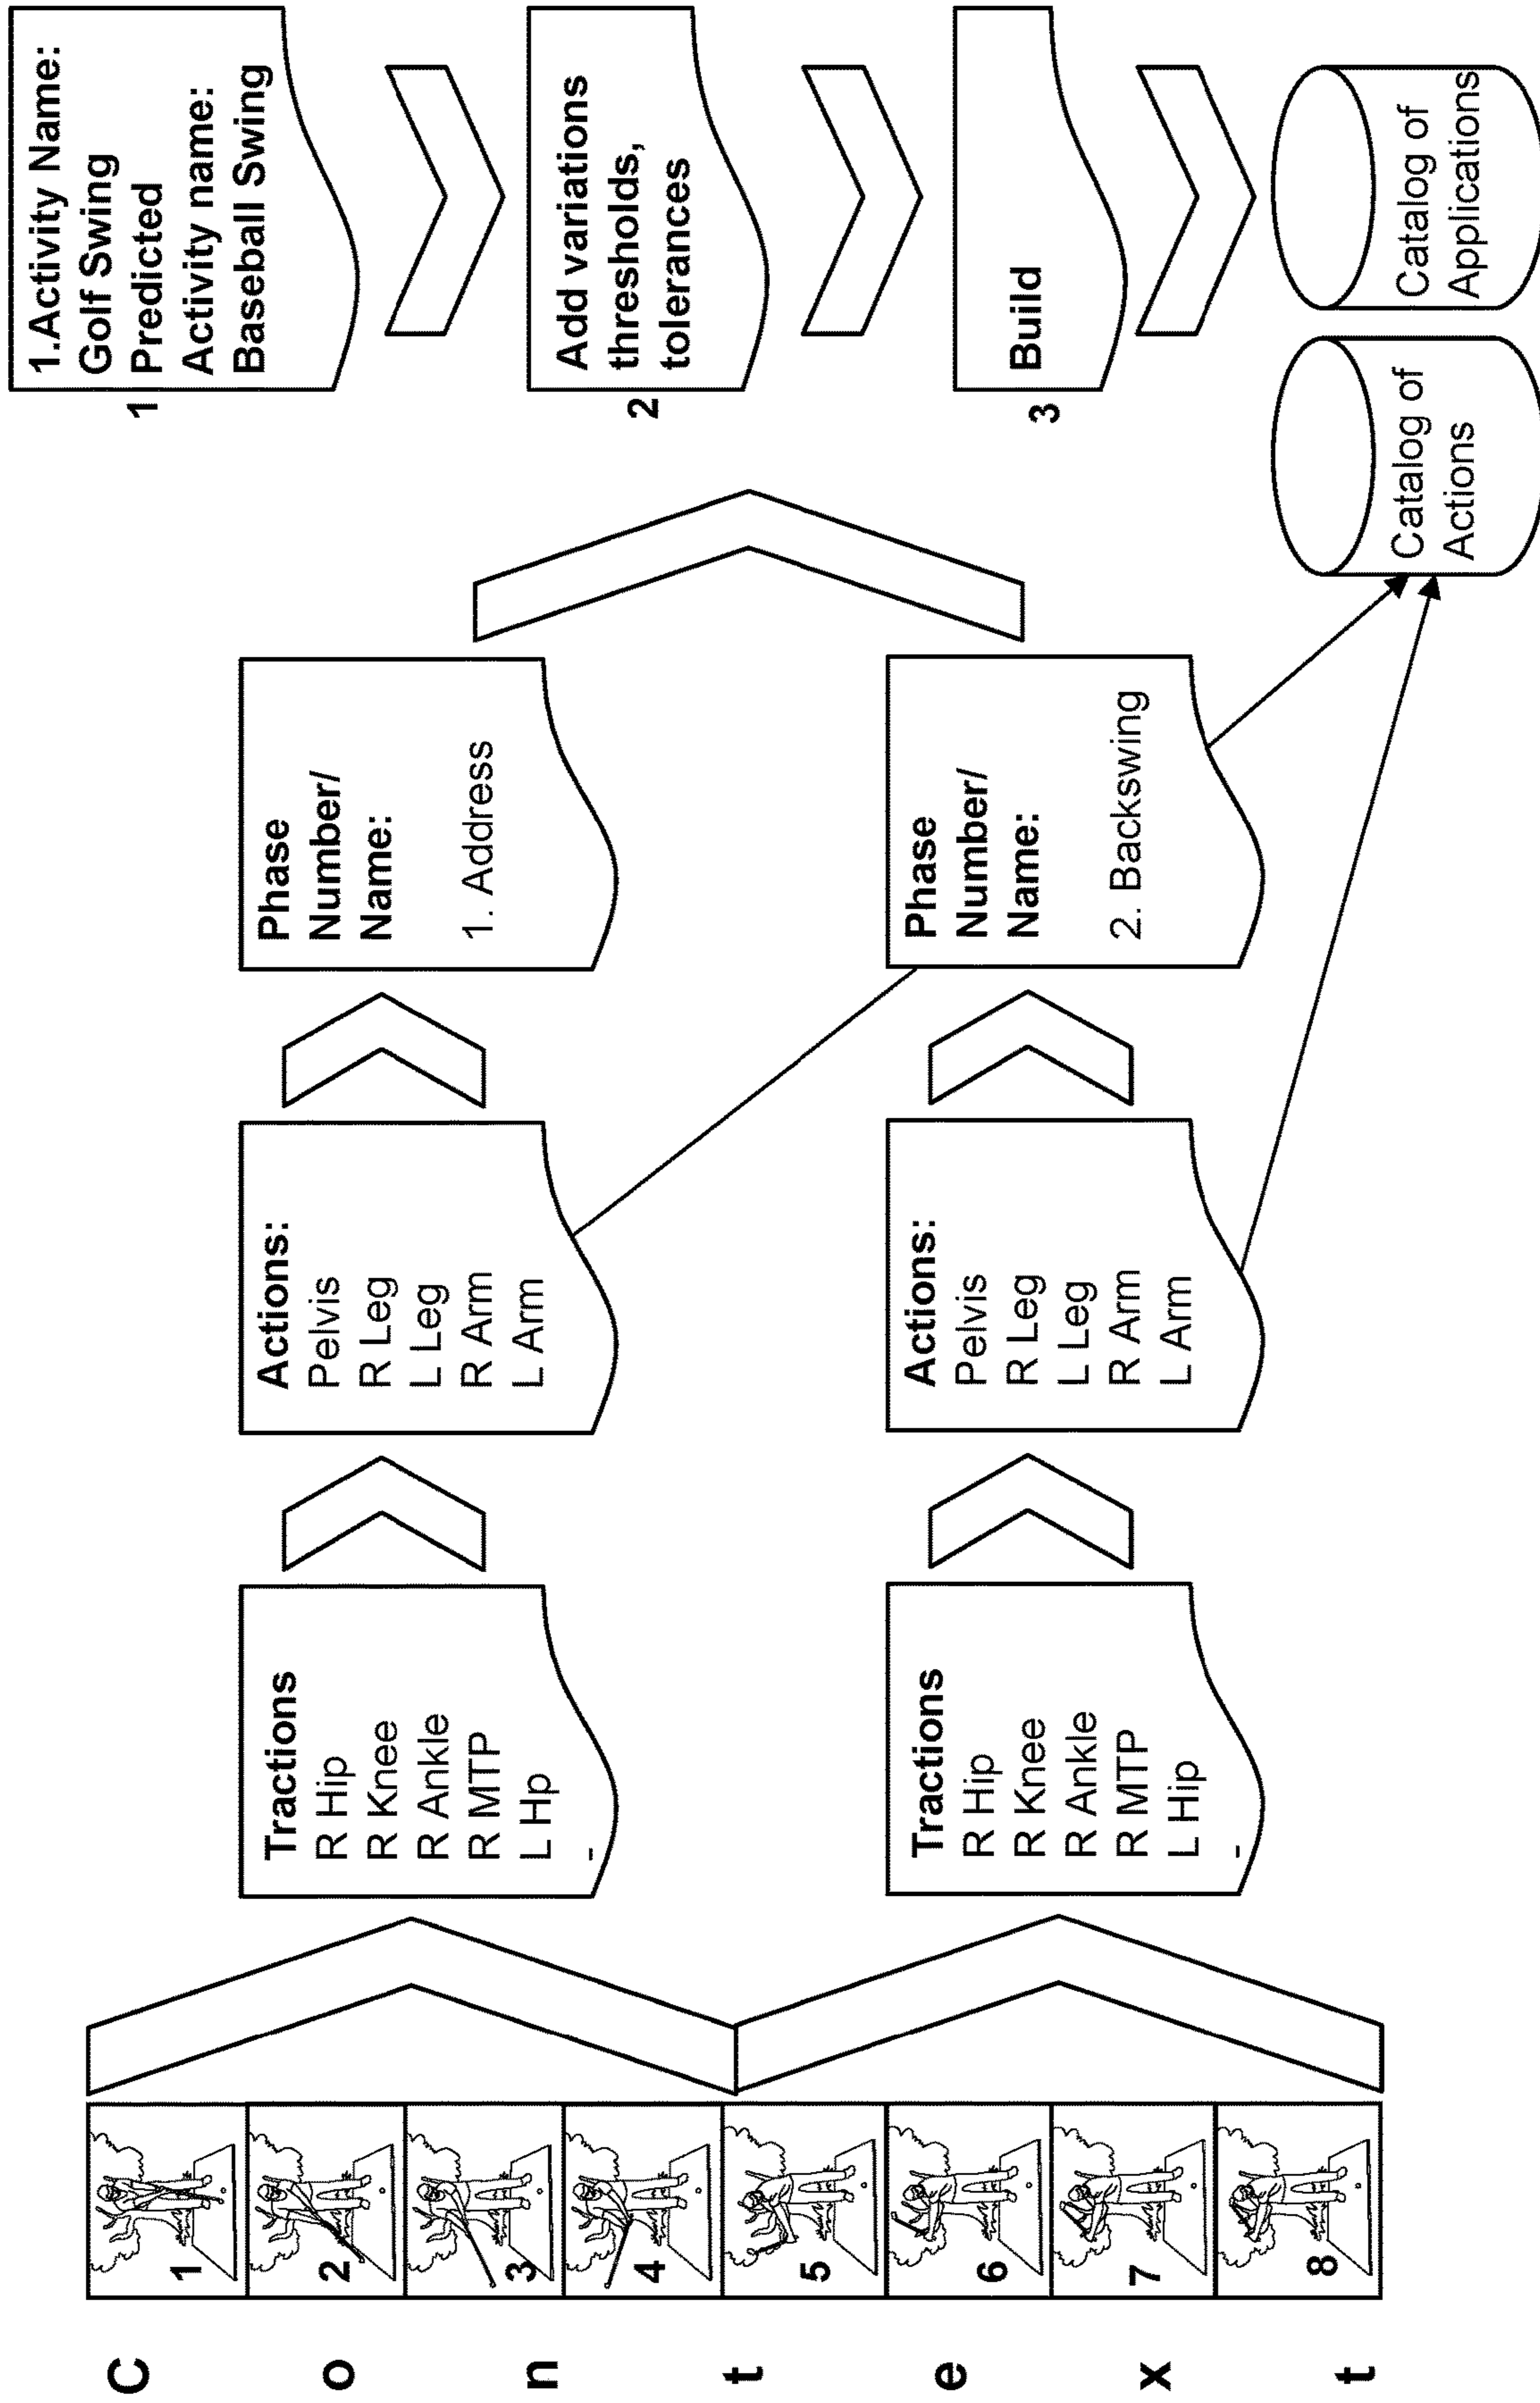 C
o
n
t
e
x
t
1
2
3
4
5
6
7
8
Tractions
R Hip
R Knee
R Ankle
R MTP
L Hp
-
Actions:
Pelvis
R Leg
L Leg
R Arm
L Arm
Phase
Number/
Name:
1. Address
Tractions
R Hip
R Knee
R Ankle
R MTP
L Hip
-
Actions:
Pelvis
R Leg
L Leg
R Arm
L Arm
Phase
Number/
Name:
2. Backswing
1
1.Activity Name:
Golf Swing
Predicted
Activity name:
Baseball Swing
2
Add variations
thresholds,
tolerances
3
Build
Catalog of
Actions
Catalog of
Applications